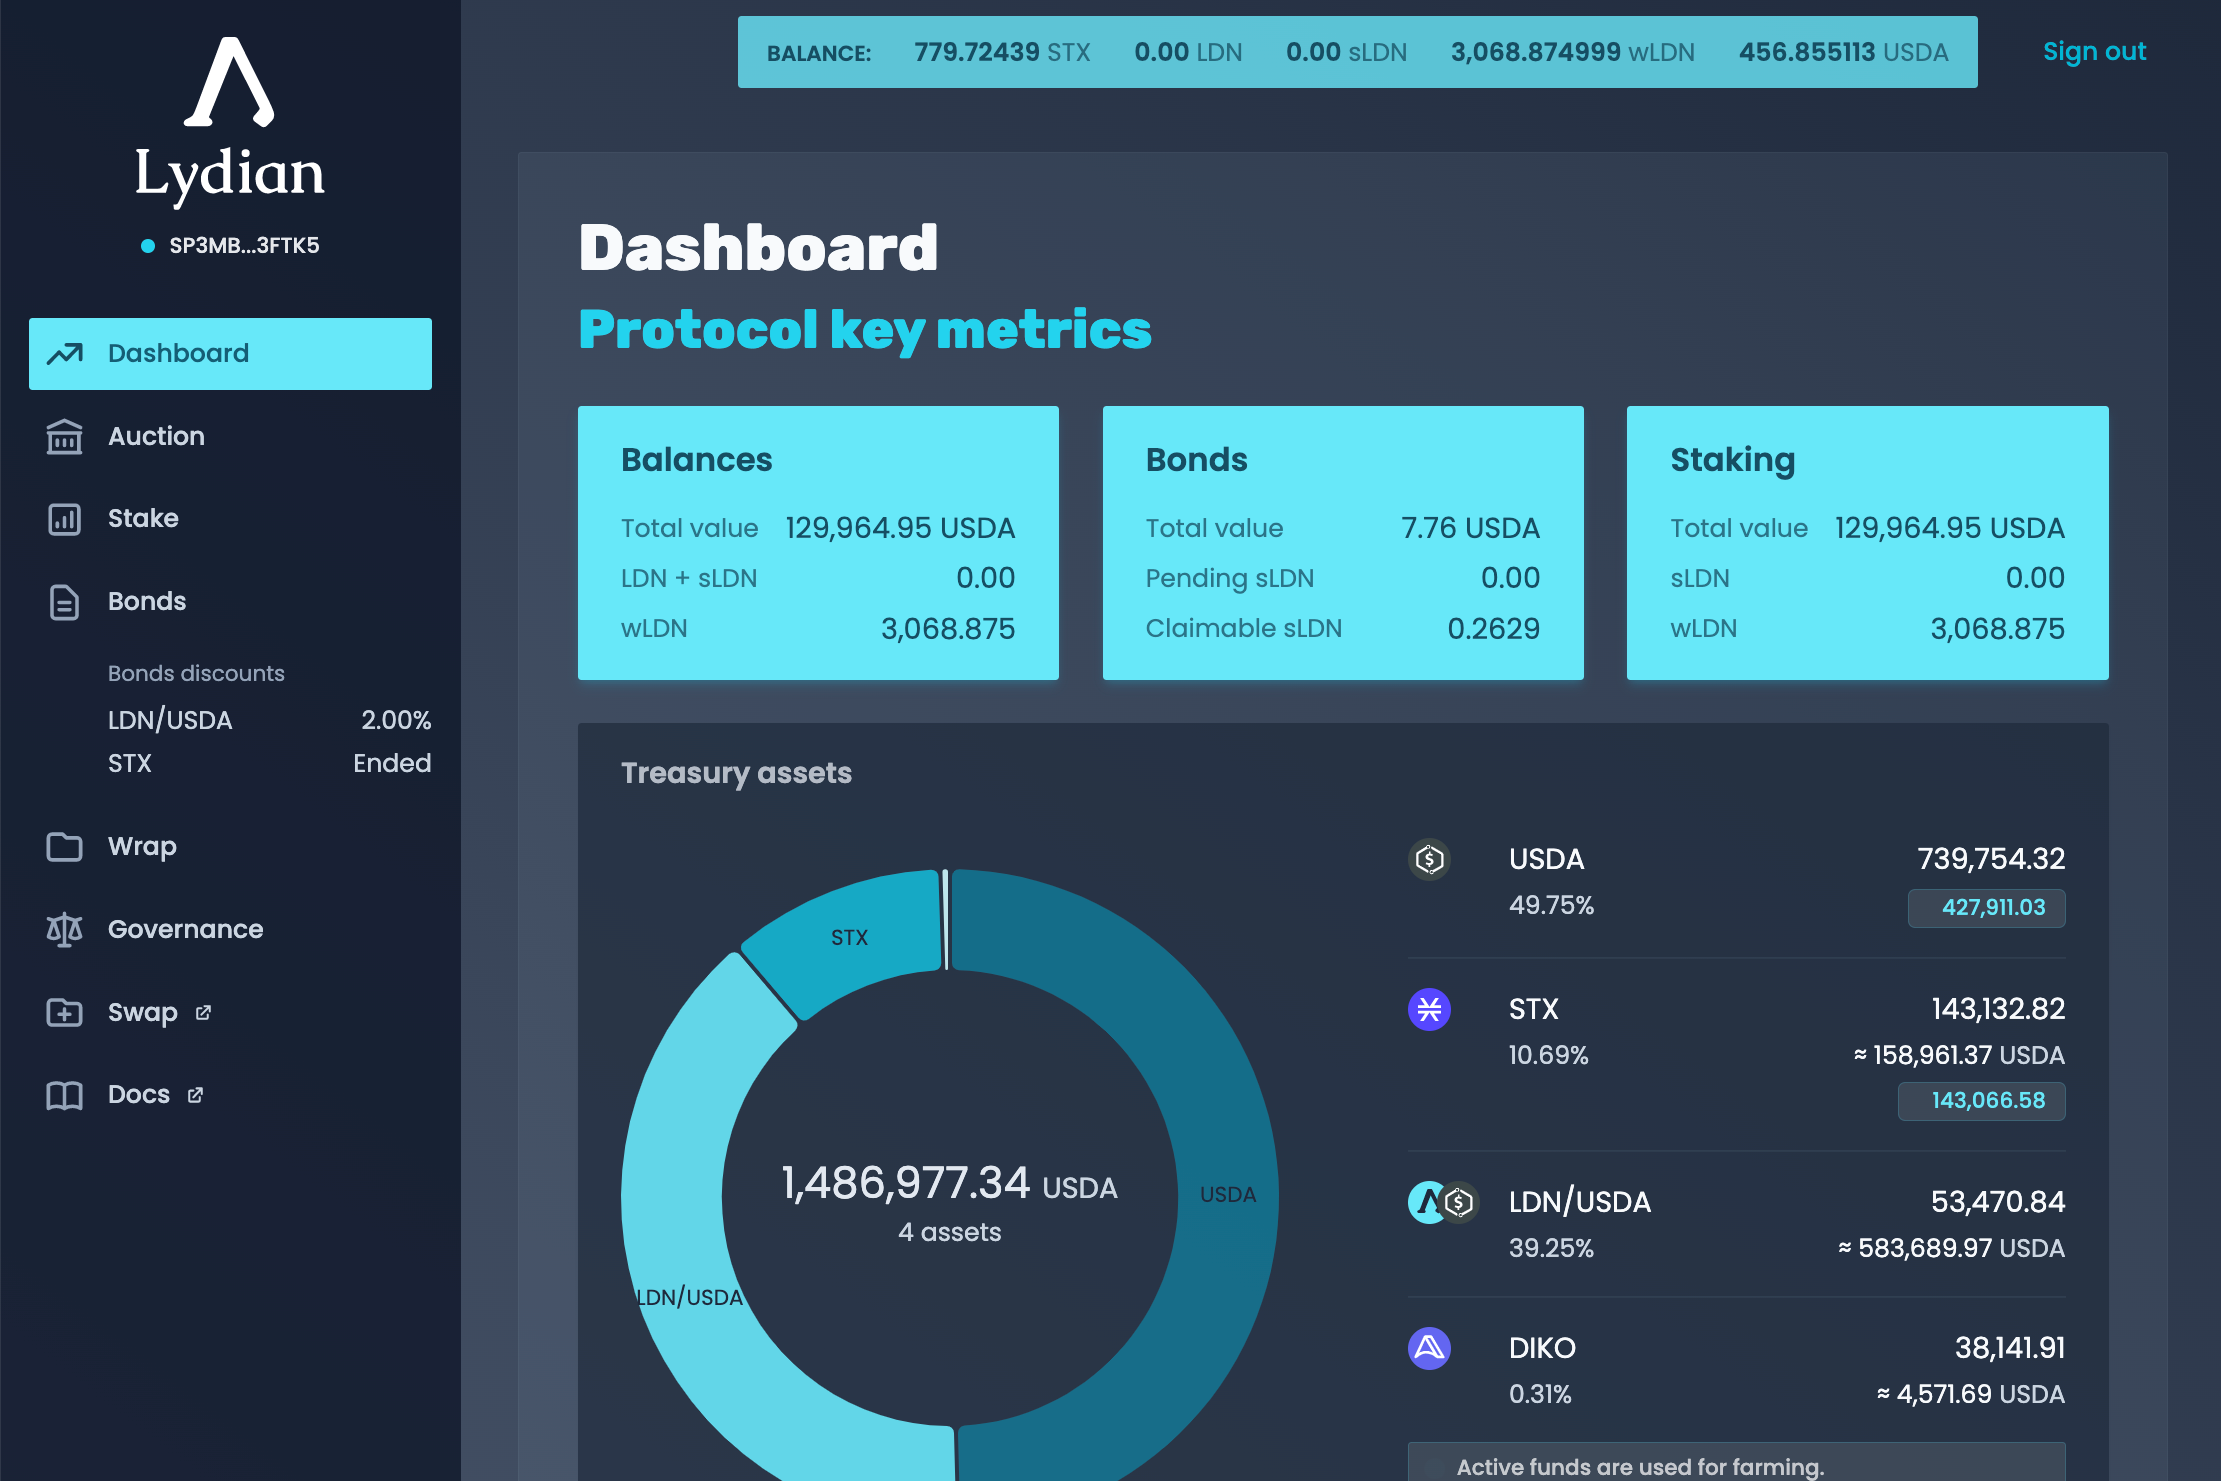 Lydian
SP3MB...3FTK5
Dashboard
Auction
Stake
Bonds
Bonds discounts
LDN/USDA 2.00%
STX Ended
Wrap
Governance
Swap
Docs
BALANCE: 779.72439 STX 0.00 LDN 0.00 sLDN 3,068.874999 wLDN 456.855113 USDA
Sign out
Dashboard
Protocol key metrics
Balances
Total value 129,964.95 USDA
LDN + sLDN 0.00
wLDN 3,068.875
Bonds
Total value 7.76 USDA
Pending sLDN 0.00
Claimable sLDN 0.2629
Staking
Total value 129,964.95 USDA
sLDN 0.00
wLDN 3,068.875
Treasury assets
STX
USDA
LDN/USDA
1,486,977.34 USDA
4 assets
USDA 739,754.32
49.75% 427,911.03
STX 143,132.82
10.69% ≈ 158,961.37 USDA
143,066.58
LDN/USDA 53,470.84
39.25% ≈ 583,689.97 USDA
DIKO 38,141.91
0.31% ≈ 4,571.69 USDA
Active funds are used for farming.